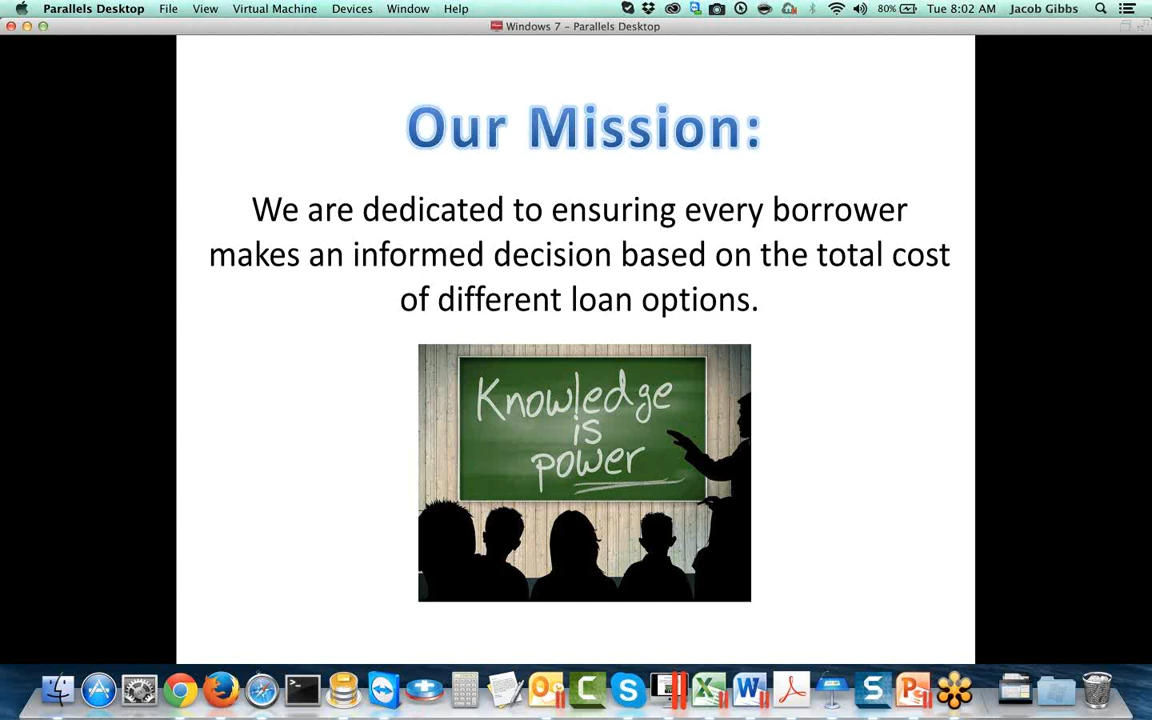 Parallels Desktop File View Virtual Machine Devices Window Help 80% Tue 8:02 AM Jacob Gibbs
Windows 7 - Parallels Desktop
Our Mission:
We are dedicated to ensuring every borrower
makes an informed decision based on the total cost
of different loan options.
Knowledge
is
power